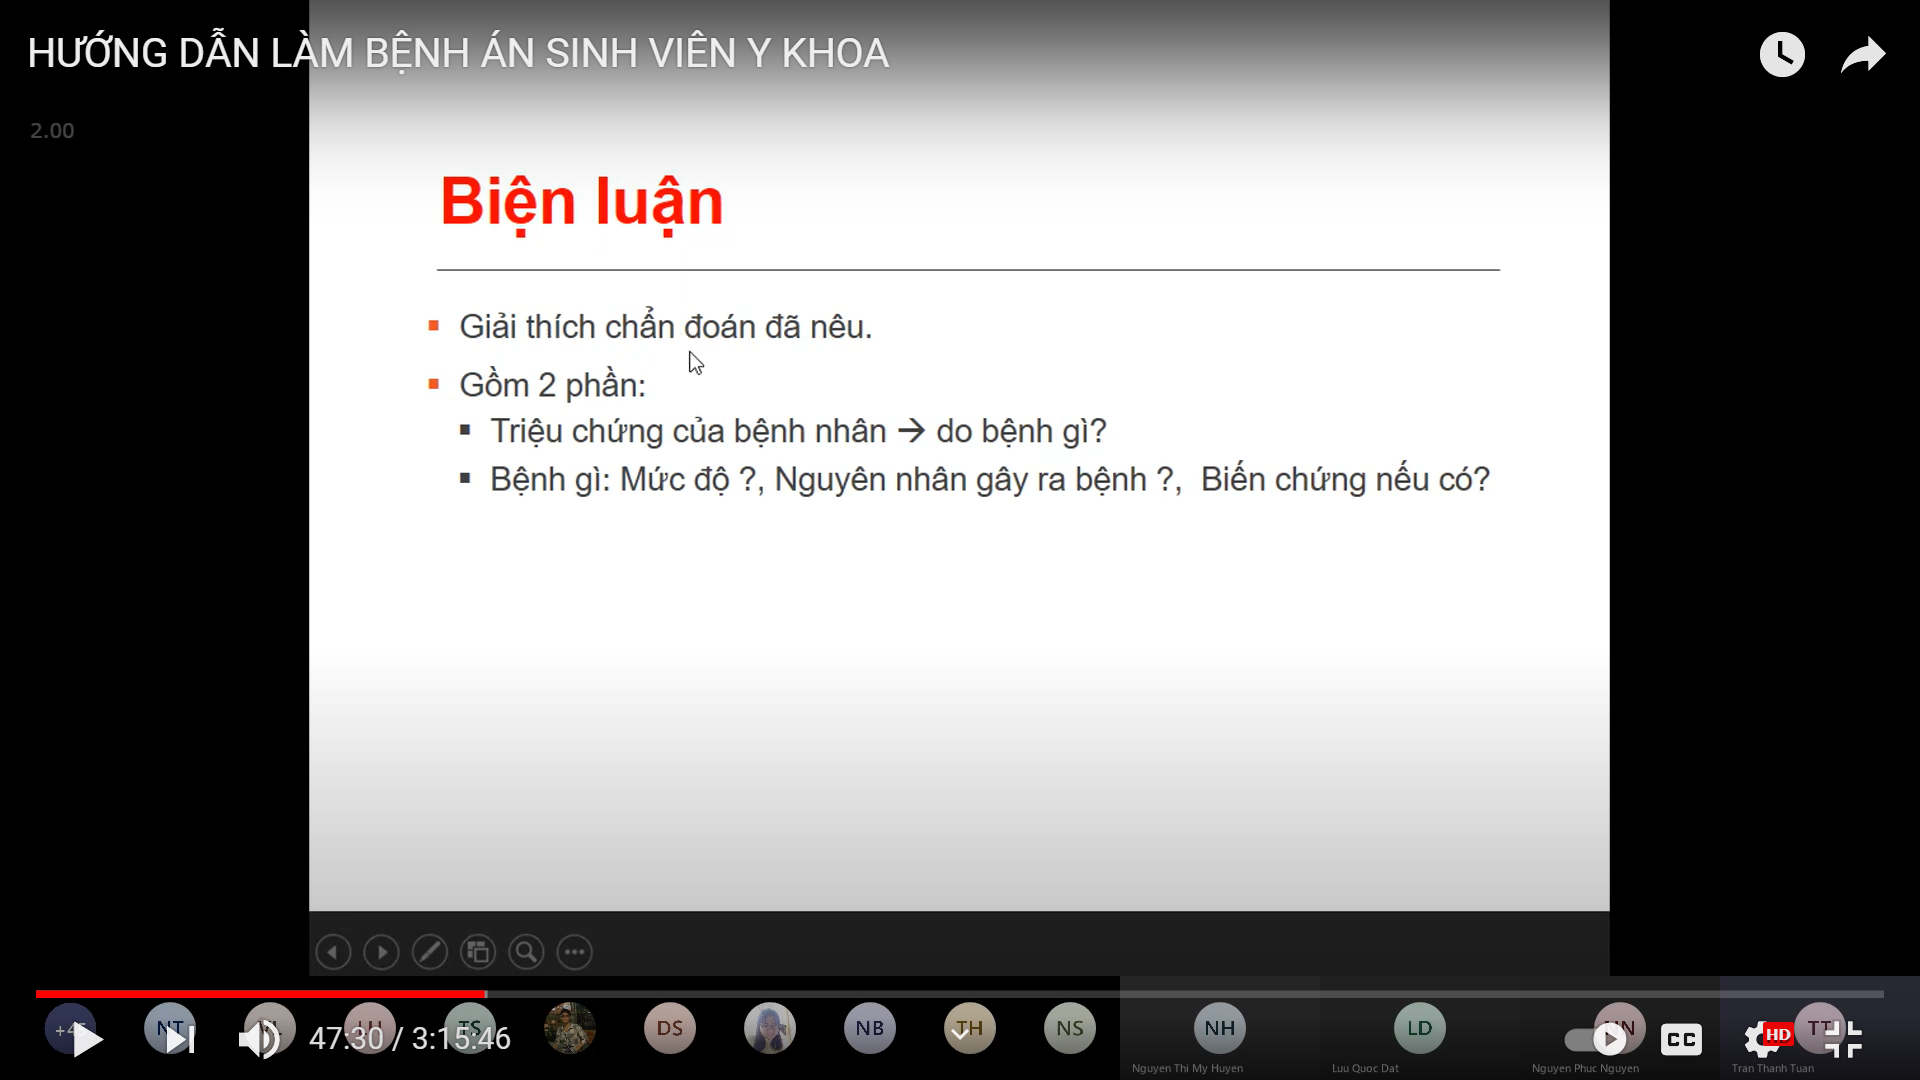 HƯỚNG DẪN LÀM BỆNH ÁN SINH VIÊN Y KHOA
2.00
Biện luận
Giải thích chẩn đoán đã nêu.
Gồm 2 phần:
Triệu chứng của bệnh nhân → do bệnh gì?
Bệnh gì: Mức độ ?, Nguyên nhân gây ra bệnh ?, Biến chứng nếu có?
NT
TS
DS
NB
TH
NS
NH
LD
TT
47:30 / 3:15:46
CC
HD
Nguyen Thi My Huyen
Luu Quoc Dat
Nguyen Phuc Nguyen
Tran Thanh Tuan